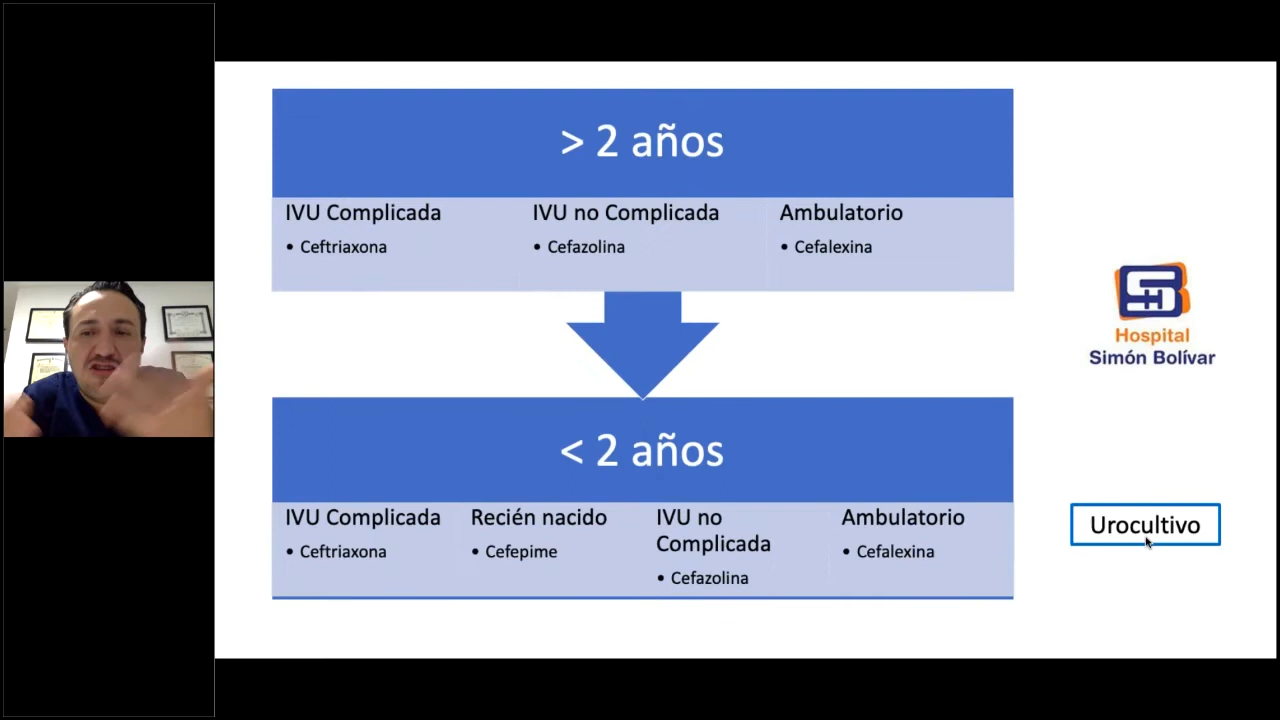 > 2 años
IVU Complicada
• Ceftriaxona
IVU no Complicada
• Cefazolina
Ambulatorio
• Cefalexina
Hospital
Simón Bolívar
< 2 años
IVU Complicada
• Ceftriaxona
Recién nacido
• Cefepime
IVU no
Complicada
• Cefazolina
Ambulatorio
• Cefalexina
Urocultivo